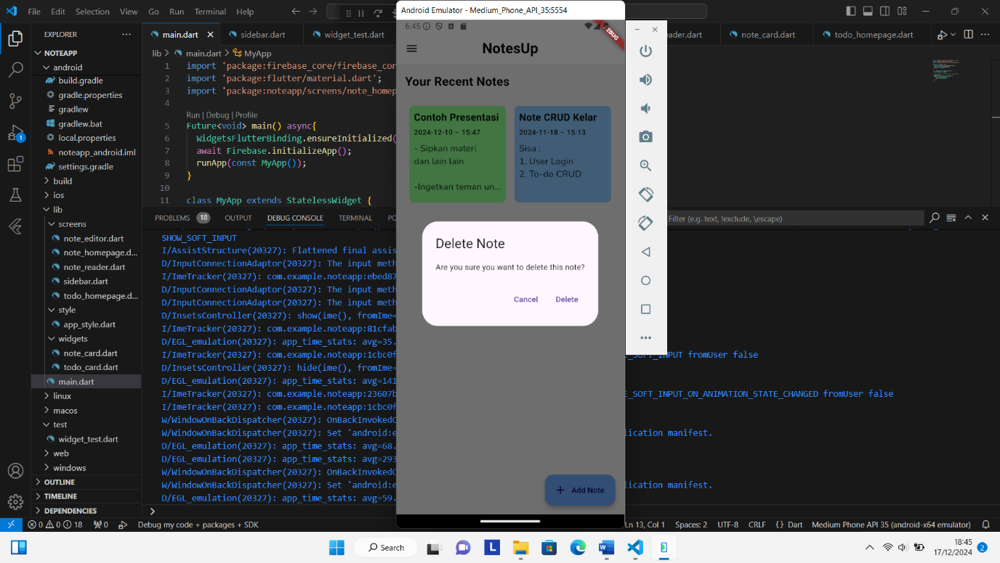 File Edit Selection View Go Run Terminal Help
Android Emulator - Medium_Phone_API_35:5554
EXPLORER
NOTEAPP
android
build.gradle
gradle.properties
gradlew
gradlew.bat
local.properties
noteapp_android.iml
settings.gradle
build
ios
lib
screens
note_editor.dart
note_homepage.d...
note_reader.dart
sidebar.dart
todo_homepage.d...
style
app_style.dart
widgets
note_card.dart
todo_card.dart
main.dart
linux
macos
test
widget_test.dart
web
windows
OUTLINE
TIMELINE
DEPENDENCIES
1
main.dart sidebar.dart widget_test.dart
eader.dart note_card.dart todo_homepage.dart
lib > main.dart > MyApp
1 import 'package:firebase_core/firebase_cor
2 import 'package:flutter/material.dart';
3 import 'package:noteapp/screens/note_homep
4
Run | Debug | Profile
5 Future<void> main() async{
6 WidgetsFlutterBinding.ensureInitialized(
7 await Firebase.initializeApp();
8 runApp(const MyApp());
9 }
10
11 class MyApp extends StatelessWidget {
PROBLEMS 18 OUTPUT DEBUG CONSOLE TERMINAL PO
Filter (e.g. text, !exclude, \escape)
SHOW_SOFT_INPUT
I/AssistStructure(20327): Flattened final assis
D/InputConnectionAdaptor(20327): The input meth
I/ImeTracker(20327): com.example.noteapp:ebed87
D/InputConnectionAdaptor(20327): The input meth
D/InputConnectionAdaptor(20327): The input meth
D/InsetsController(20327): show(ime(), fromIme=
I/ImeTracker(20327): com.example.noteapp:81cfab
D/EGL_emulation(20327): app_time_stats: avg=35.
I/ImeTracker(20327): com.example.noteapp:1cbc0f
E_SOFT_INPUT fromUser false
D/InsetsController(20327): hide(ime(), fromIme=
D/EGL_emulation(20327): app_time_stats: avg=141
I/ImeTracker(20327): com.example.noteapp:23607b
E_SOFT_INPUT_ON_ANIMATION_STATE_CHANGED fromUser false
I/ImeTracker(20327): com.example.noteapp:1cbc0f
W/WindowOnBackDispatcher(20327): OnBackInvokedC
W/WindowOnBackDispatcher(20327): Set 'android:e
lication manifest.
D/EGL_emulation(20327): app_time_stats: avg=68.
D/EGL_emulation(20327): app_time_stats: avg=293
W/WindowOnBackDispatcher(20327): OnBackInvokedC
W/WindowOnBackDispatcher(20327): Set 'android:e
lication manifest.
D/EGL_emulation(20327): app_time_stats: avg=59.
6:45
DEBUG
NotesUp
Your Recent Notes
Contoh Presentasi
2024-12-10 – 15:47
- Sipkan materi
dan lain lain
-Ingetkan teman un...
Note CRUD Kelar
2024-11-18 – 15:13
Sisa :
1. User Login
2. To-do CRUD
Delete Note
Are you sure you want to delete this note?
Cancel Delete
Add Note
0 0 18 0 Debug my code + packages + SDK
Ln 13, Col 1 Spaces: 2 UTF-8 CRLF {} Dart Medium Phone API 35 (android-x64 emulator)
Search
18:45
17/12/2024
2